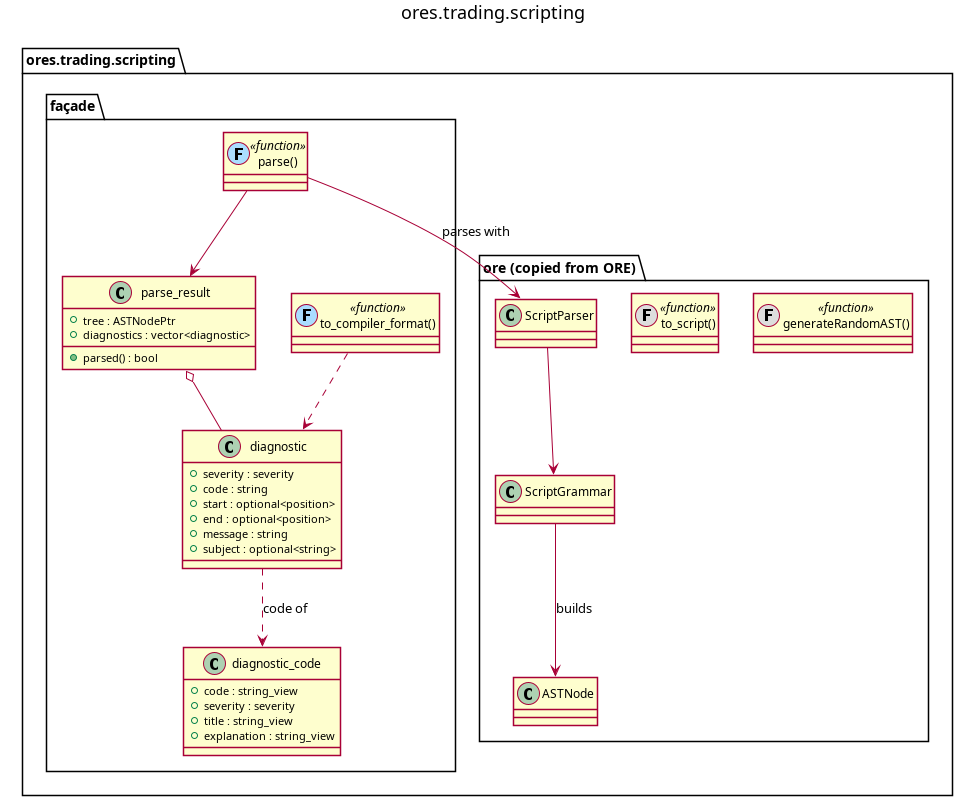 ores.trading.scripting
ores.trading.scripting
façade
F
«function»
parse()
parses with
ore (copied from ORE)
C
parse_result
tree : ASTNodePtr
diagnostics : vector<diagnostic>
parsed() : bool
F
«function»
to_compiler_format()
C
ScriptParser
F
«function»
to_script()
F
«function»
generateRandomAST()
C
diagnostic
severity : severity
code : string
start : optional<position>
end : optional<position>
message : string
subject : optional<string>
C
ScriptGrammar
code of
builds
C
diagnostic_code
code : string_view
severity : severity
title : string_view
explanation : string_view
C
ASTNode